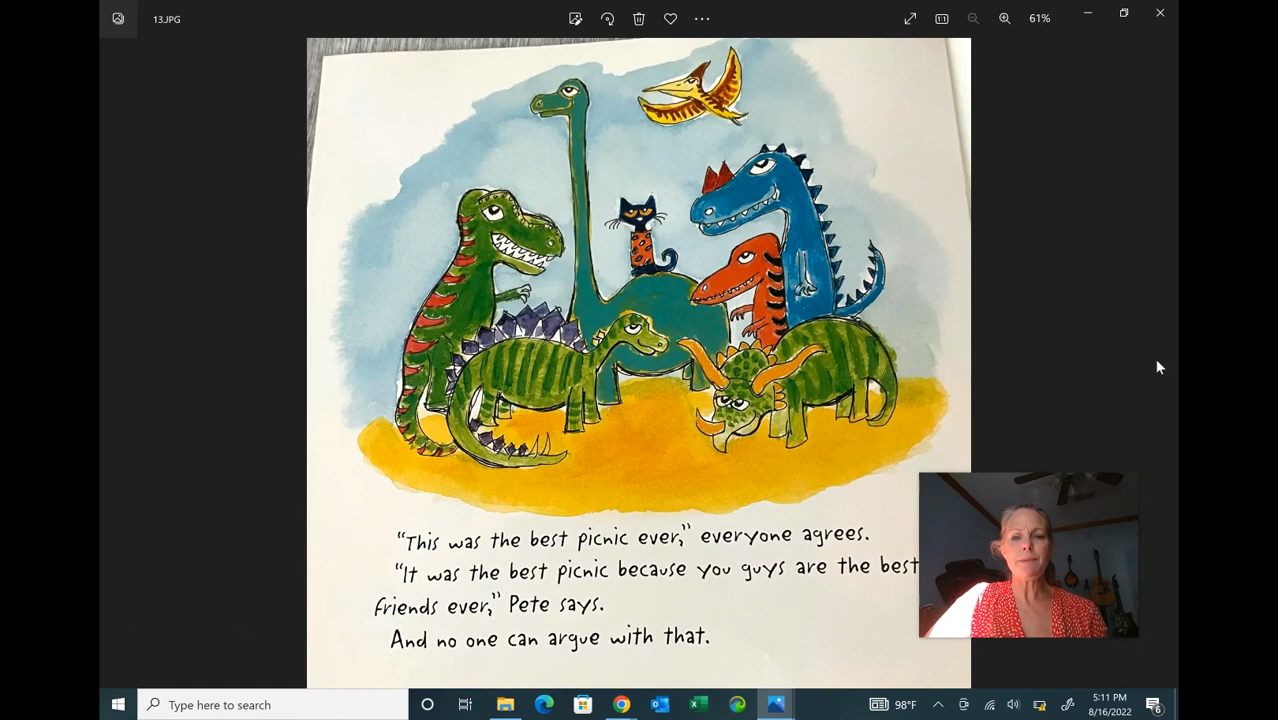 13.JPG
61%
"This was the best picnic ever," everyone agrees.
"It was the best picnic because you guys are the best
friends ever," Pete says.
And no one can argue with that.
Type here to search
98°F
5:11 PM
8/16/2022
6